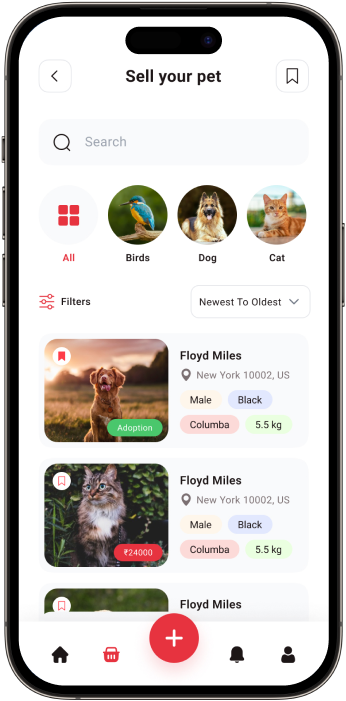 Sell your pet
Search
All
Birds
Dog
Cat
Filters
Newest To Oldest
Floyd Miles
New York 10002, US
Male
Black
Adoption
Columba
5.5 kg
Floyd Miles
New York 10002, US
Male
Black
₹24000
Columba
5.5 kg
Floyd Miles